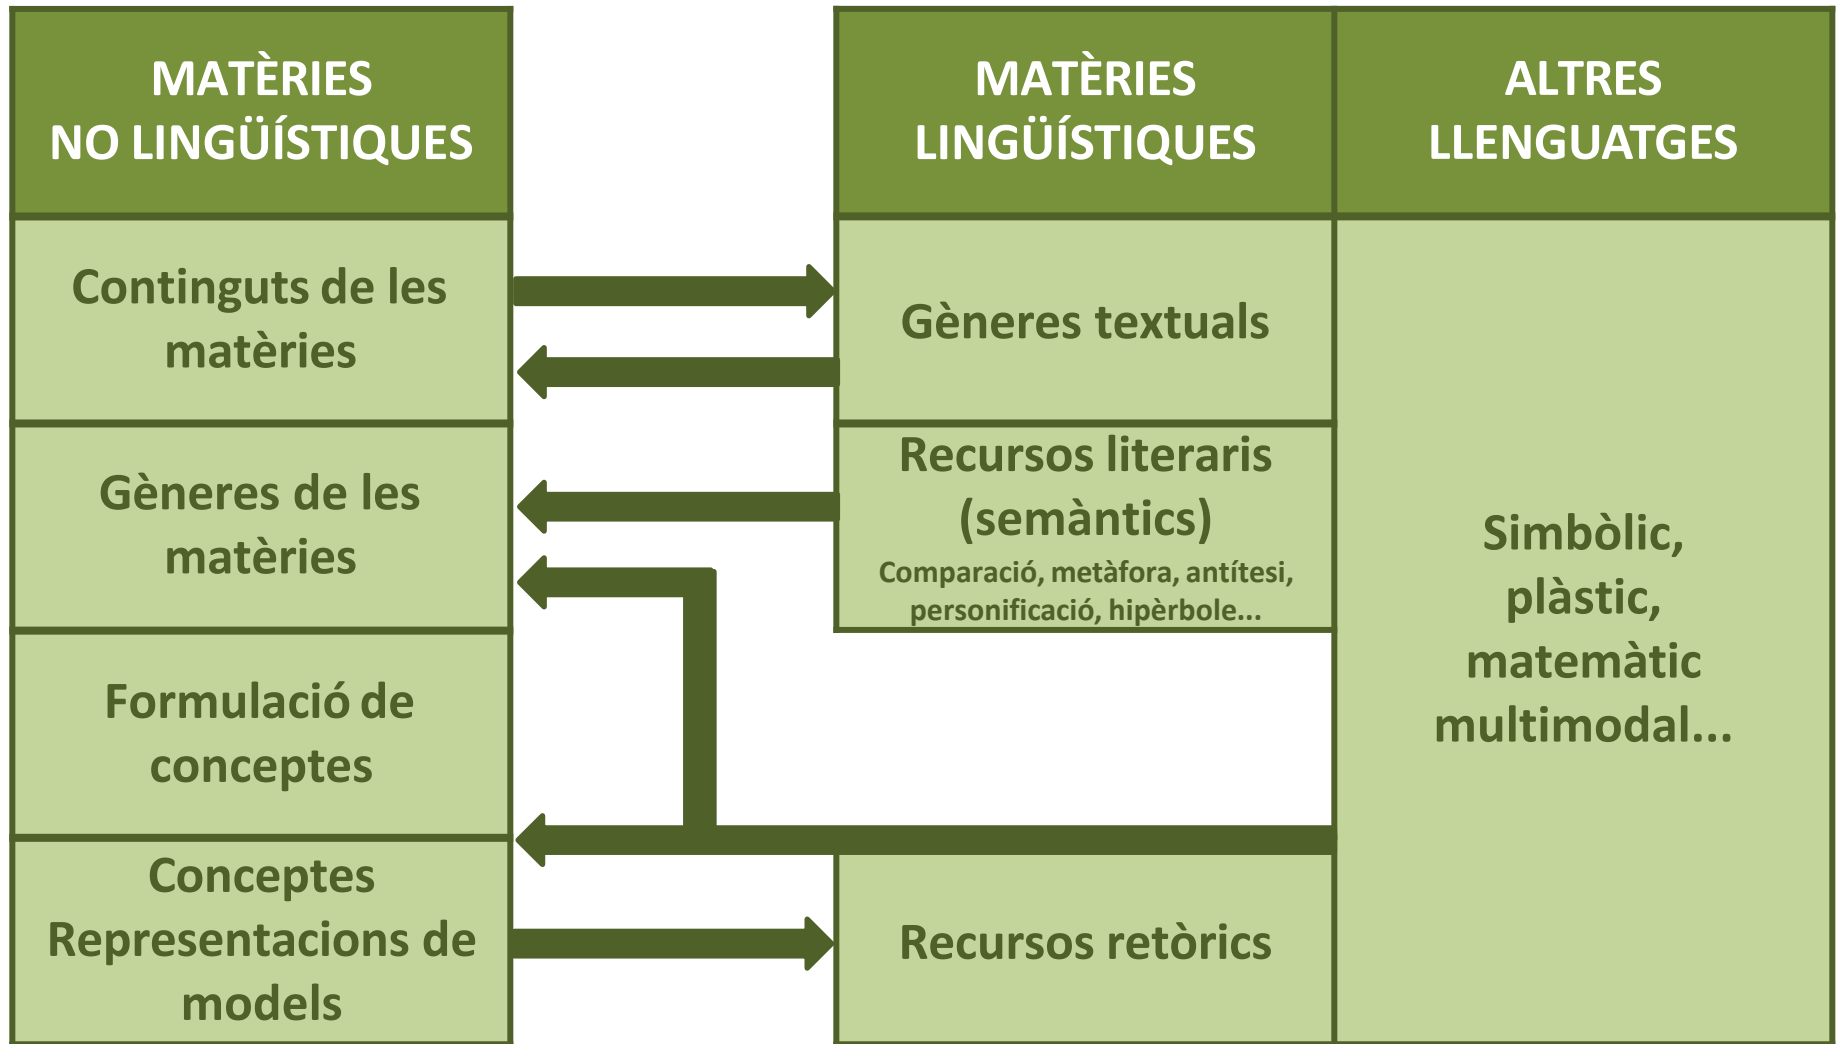 MATÈRIES
NO LINGÜÍSTIQUES
MATÈRIES
LINGÜÍSTIQUES
ALTRES
LLENGUATGES
Continguts de les
matèries
Gèneres textuals
Gèneres de les
matèries
Recursos literaris
(semàntics)
Comparació, metàfora, antítesi,
personificació, hipèrbole...
Simbòlic,
plàstic,
matemàtic
multimodal...
Formulació de
conceptes
Conceptes
Representacions de
models
Recursos retòrics